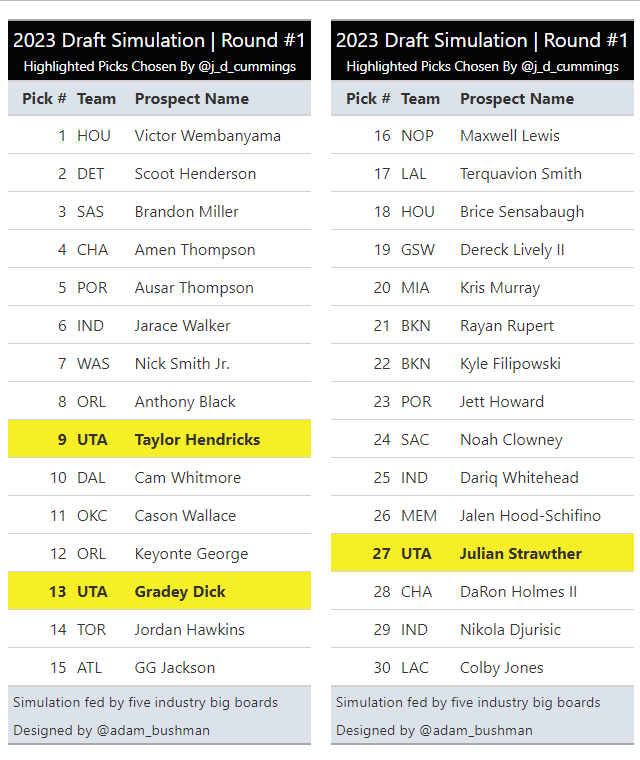 2023 Draft Simulation | Round #1
Highlighted Picks Chosen By @j_d_cummings
Pick # Team Prospect Name
1 HOU Victor Wembanyama
2 DET Scoot Henderson
3 SAS Brandon Miller
4 CHA Amen Thompson
5 POR Ausar Thompson
6 IND Jarace Walker
7 WAS Nick Smith Jr.
8 ORL Anthony Black
9 UTA Taylor Hendricks
10 DAL Cam Whitmore
11 OKC Cason Wallace
12 ORL Keyonte George
13 UTA Gradey Dick
14 TOR Jordan Hawkins
15 ATL GG Jackson
Simulation fed by five industry big boards
Designed by @adam_bushman
2023 Draft Simulation | Round #1
Highlighted Picks Chosen By @j_d_cummings
Pick # Team Prospect Name
16 NOP Maxwell Lewis
17 LAL Terquavion Smith
18 HOU Brice Sensabaugh
19 GSW Dereck Lively II
20 MIA Kris Murray
21 BKN Rayan Rupert
22 BKN Kyle Filipowski
23 POR Jett Howard
24 SAC Noah Clowney
25 IND Dariq Whitehead
26 MEM Jalen Hood-Schifino
27 UTA Julian Strawther
28 CHA DaRon Holmes II
29 IND Nikola Djurisic
30 LAC Colby Jones
Simulation fed by five industry big boards
Designed by @adam_bushman